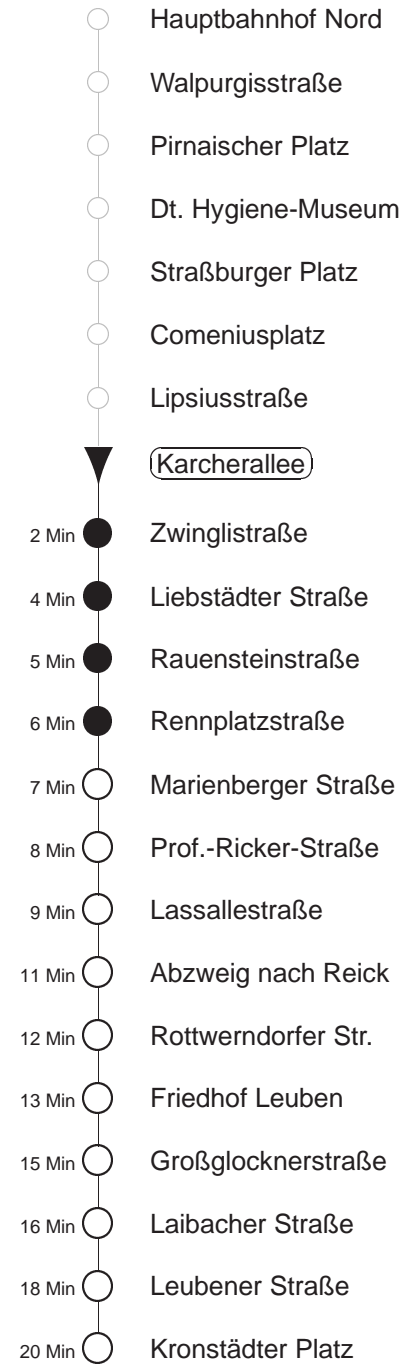 Hauptbahnhof Nord
Walpurgisstraße
Pirnaischer Platz
Dt. Hygiene-Museum
Straßburger Platz
Comeniusplatz
Lipsiusstraße
Karcherallee
2 Min Zwinglistraße
4 Min Liebstädter Straße
5 Min Rauensteinstraße
6 Min Rennplatzstraße
7 Min Marienberger Straße
8 Min Prof.-Ricker-Straße
9 Min Lassallestraße
11 Min Abzweig nach Reick
12 Min Rottwerndorfer Str.
13 Min Friedhof Leuben
15 Min Großglocknerstraße
16 Min Laibacher Straße
18 Min Leubener Straße
20 Min Kronstädter Platz